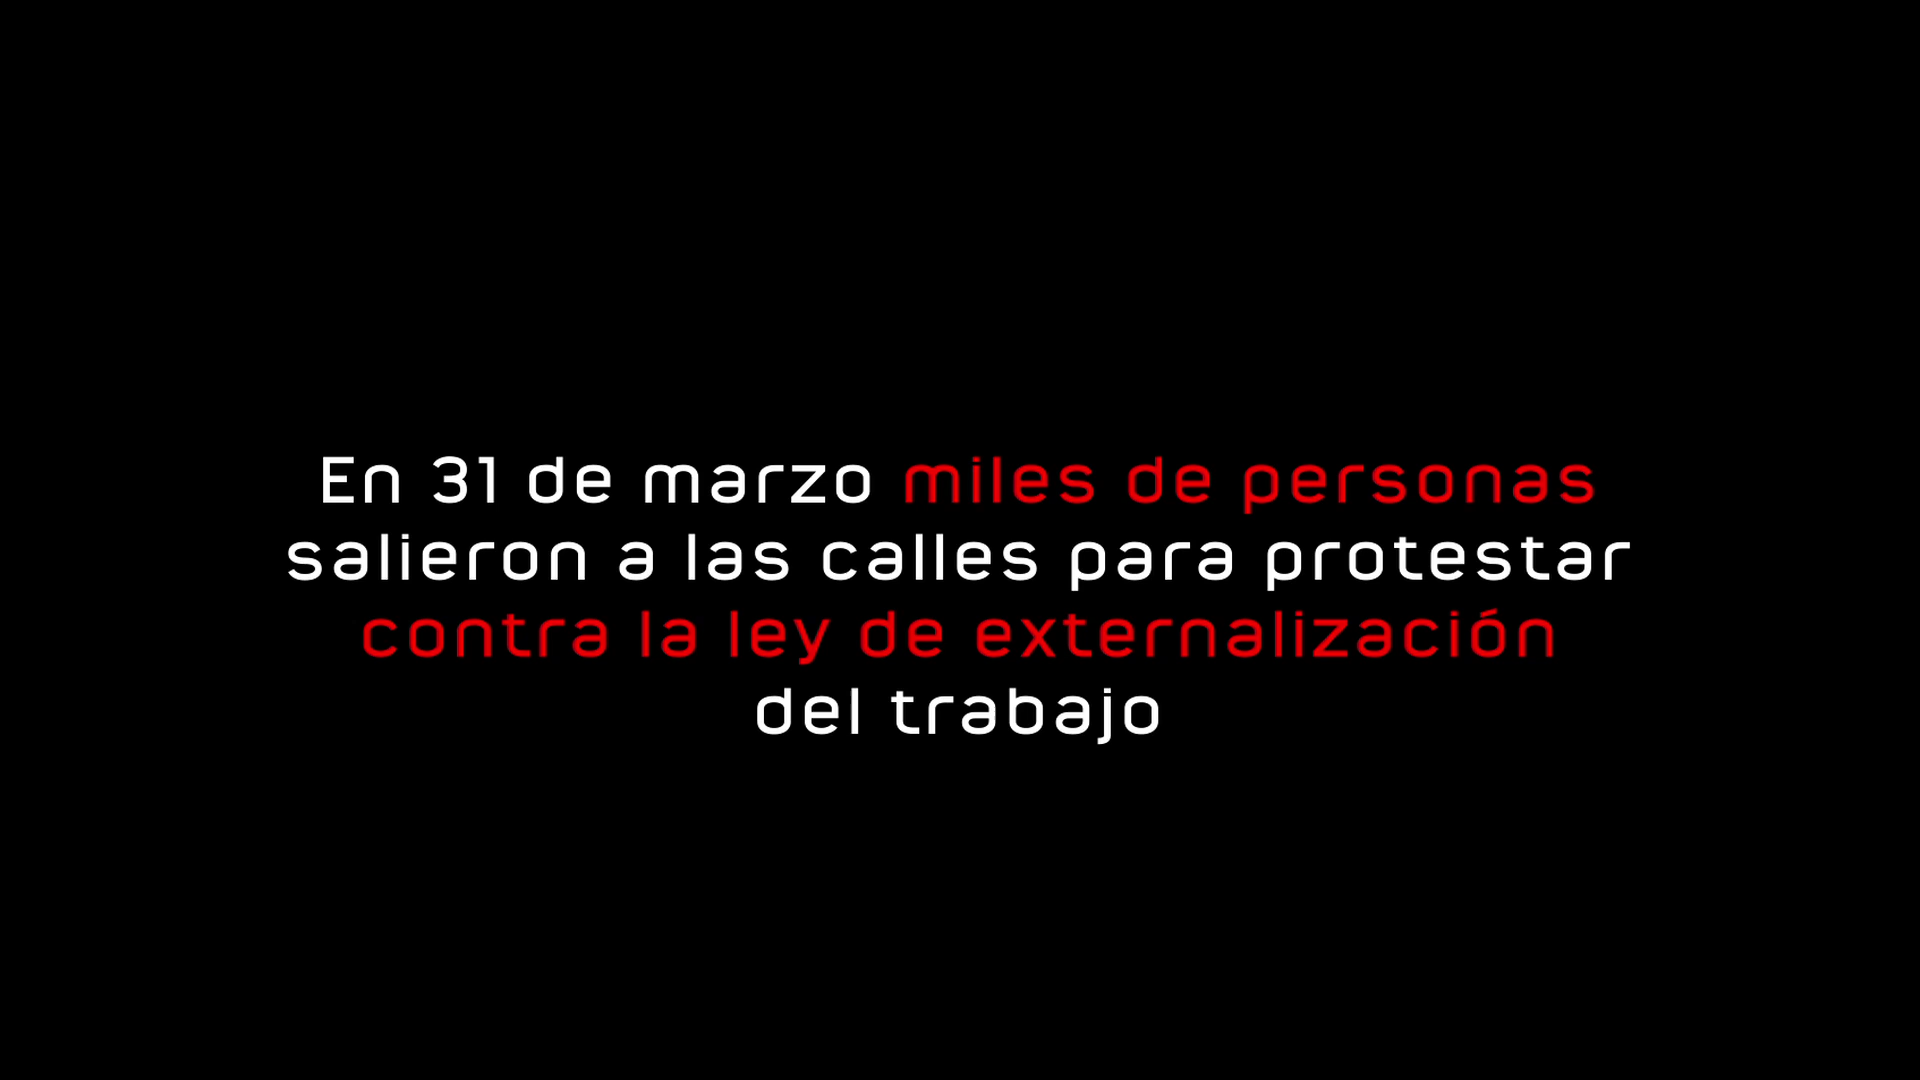 En 31 de marzo miles de personas
salieron a las calles para protestar
contra la ley de externalización
del trabajo